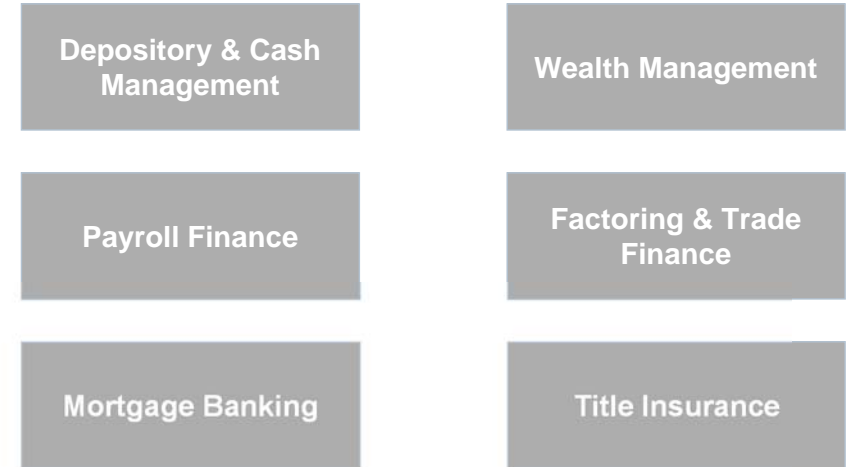 Depository & Cash
Management
Wealth Management
Payroll Finance
Factoring & Trade
Finance
Mortgage Banking
Title Insurance